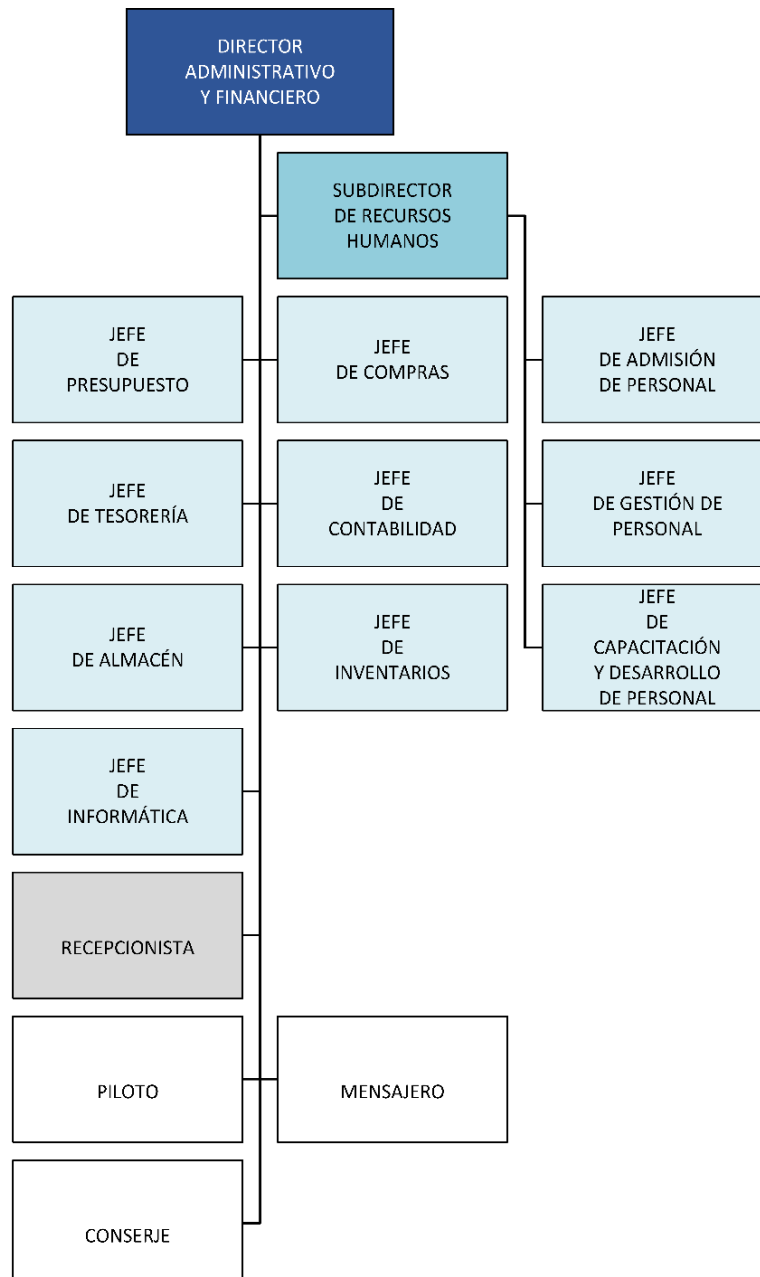 DIRECTOR
ADMINISTRATIVO
Y FINANCIERO
SUBDIRECTOR
DE RECURSOS
HUMANOS
JEFE
DE
PRESUPUESTO
JEFE
DE COMPRAS
JEFE
DE ADMISIÓN
DE PERSONAL
JEFE
DE TESORERÍA
JEFE
DE
CONTABILIDAD
JEFE
DE GESTIÓN DE
PERSONAL
JEFE
DE ALMACÉN
JEFE
DE
INVENTARIOS
JEFE
DE
CAPACITACIÓN
Y DESARROLLO
DE PERSONAL
JEFE
DE
INFORMÁTICA
RECEPCIONISTA
PILOTO
MENSAJERO
CONSERJE